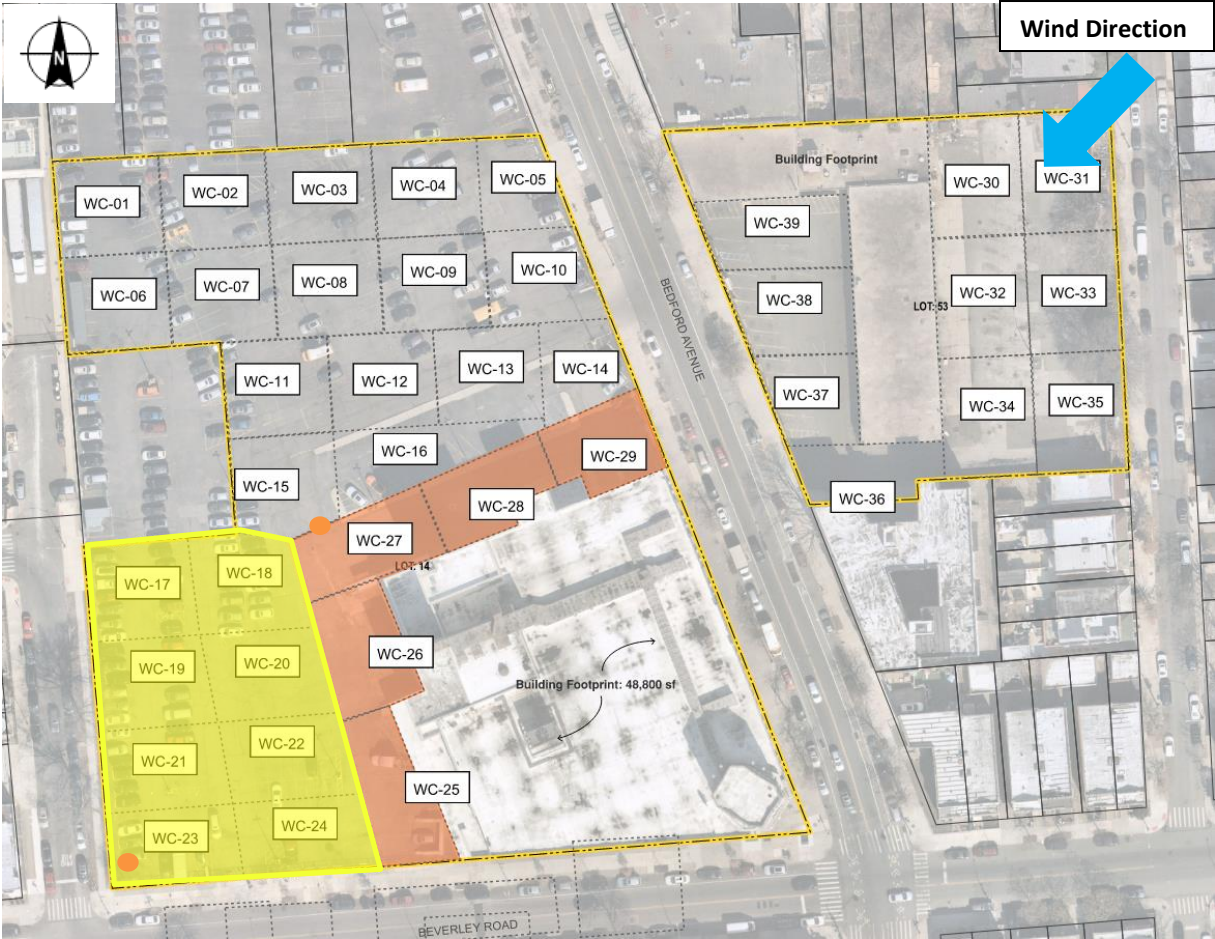 Wind Direction
N
WC-01
WC-02
WC-03
WC-04
WC-05
WC-06
WC-07
WC-08
WC-09
WC-10
WC-11
WC-12
WC-13
WC-14
WC-15
WC-16
WC-17
WC-18
WC-19
WC-20
WC-21
WC-22
WC-23
WC-24
WC-25
WC-26
WC-27
WC-28
WC-29
LOT: 14
Building Footprint: 48,800 sf
BEDFORD AVENUE
BEVERLEY ROAD
Building Footprint
WC-30
WC-31
WC-39
WC-38
LOT: 53
WC-32
WC-33
WC-37
WC-34
WC-35
WC-36